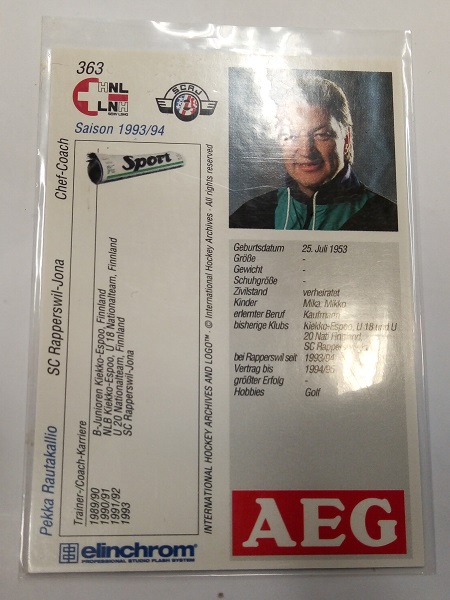 363
HNL
LNH
SCRJ
Saison 1993/94
Sport
Chef-Coach
SC Rapperswil-Jona
Pekka Rautakallio
Trainer-/Coach-Karriere
1989/90 B-Junioren Kiekko-Espoo, Finnland
1990/91 NLB Kiekko-Espoo, U 18 Nationalteam, Finnland
1991/92 U 20 Nationalteam, Finnland
1993 SC Rapperswil-Jona
INTERNATIONAL HOCKEY ARCHIVES AND LOGO™ · © International Hockey Archives · All rights reserved
elinchrom®
PROFESSIONAL STUDIO FLASH SYSTEM
Geburtsdatum 25. Juli 1953
Größe -
Gewicht -
Schuhgröße -
Zivilstand verheiratet
Kinder Mika, Mikko
erlernter Beruf Kaufmann
bisherige Klubs Kiekko-Espoo, U 18 und U
20 Nati
SC Rapper
bei Rapperswil seit 1993/94
Vertrag bis 1994/95
größter Erfolg -
Hobbies Golf
AEG